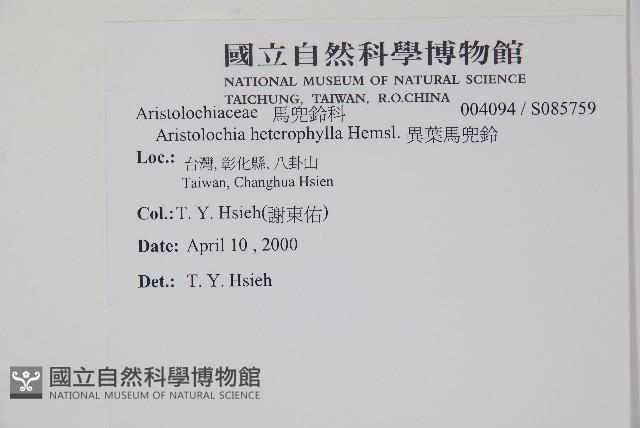 國立自然科學博物館
NATIONAL MUSEUM OF NATURAL SCIENCE
TAICHUNG, TAIWAN, R.O.CHINA
Aristolochiaceae 馬兜鈴科 004094 / S085759
Aristolochia heterophylla Hemsl. 異葉馬兜鈴
Loc.: 台灣, 彰化縣, 八卦山
Taiwan, Changhua Hsien
Col.: T. Y. Hsieh(謝東佑)
Date: April 10 , 2000
Det.: T. Y. Hsieh
國立自然科學博物館
NATIONAL MUSEUM OF NATURAL SCIENCE